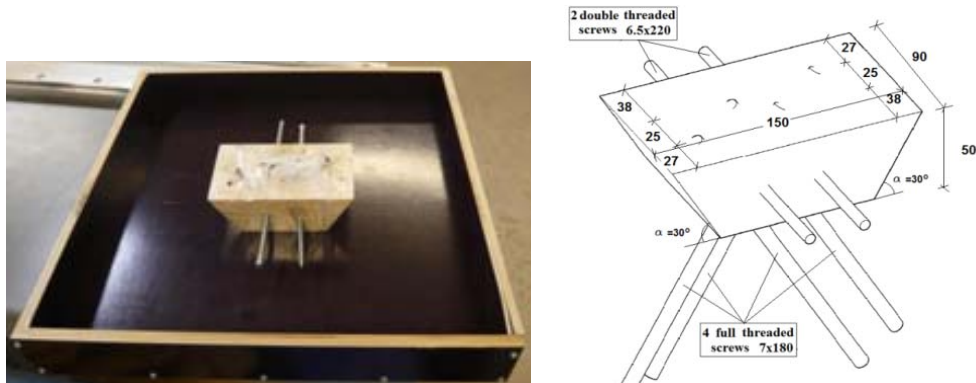 2 double threaded
screws 6.5x220
27
90
25
38
38
150
25
27
50
α =30°
α =30°
4 full threaded
screws 7x180